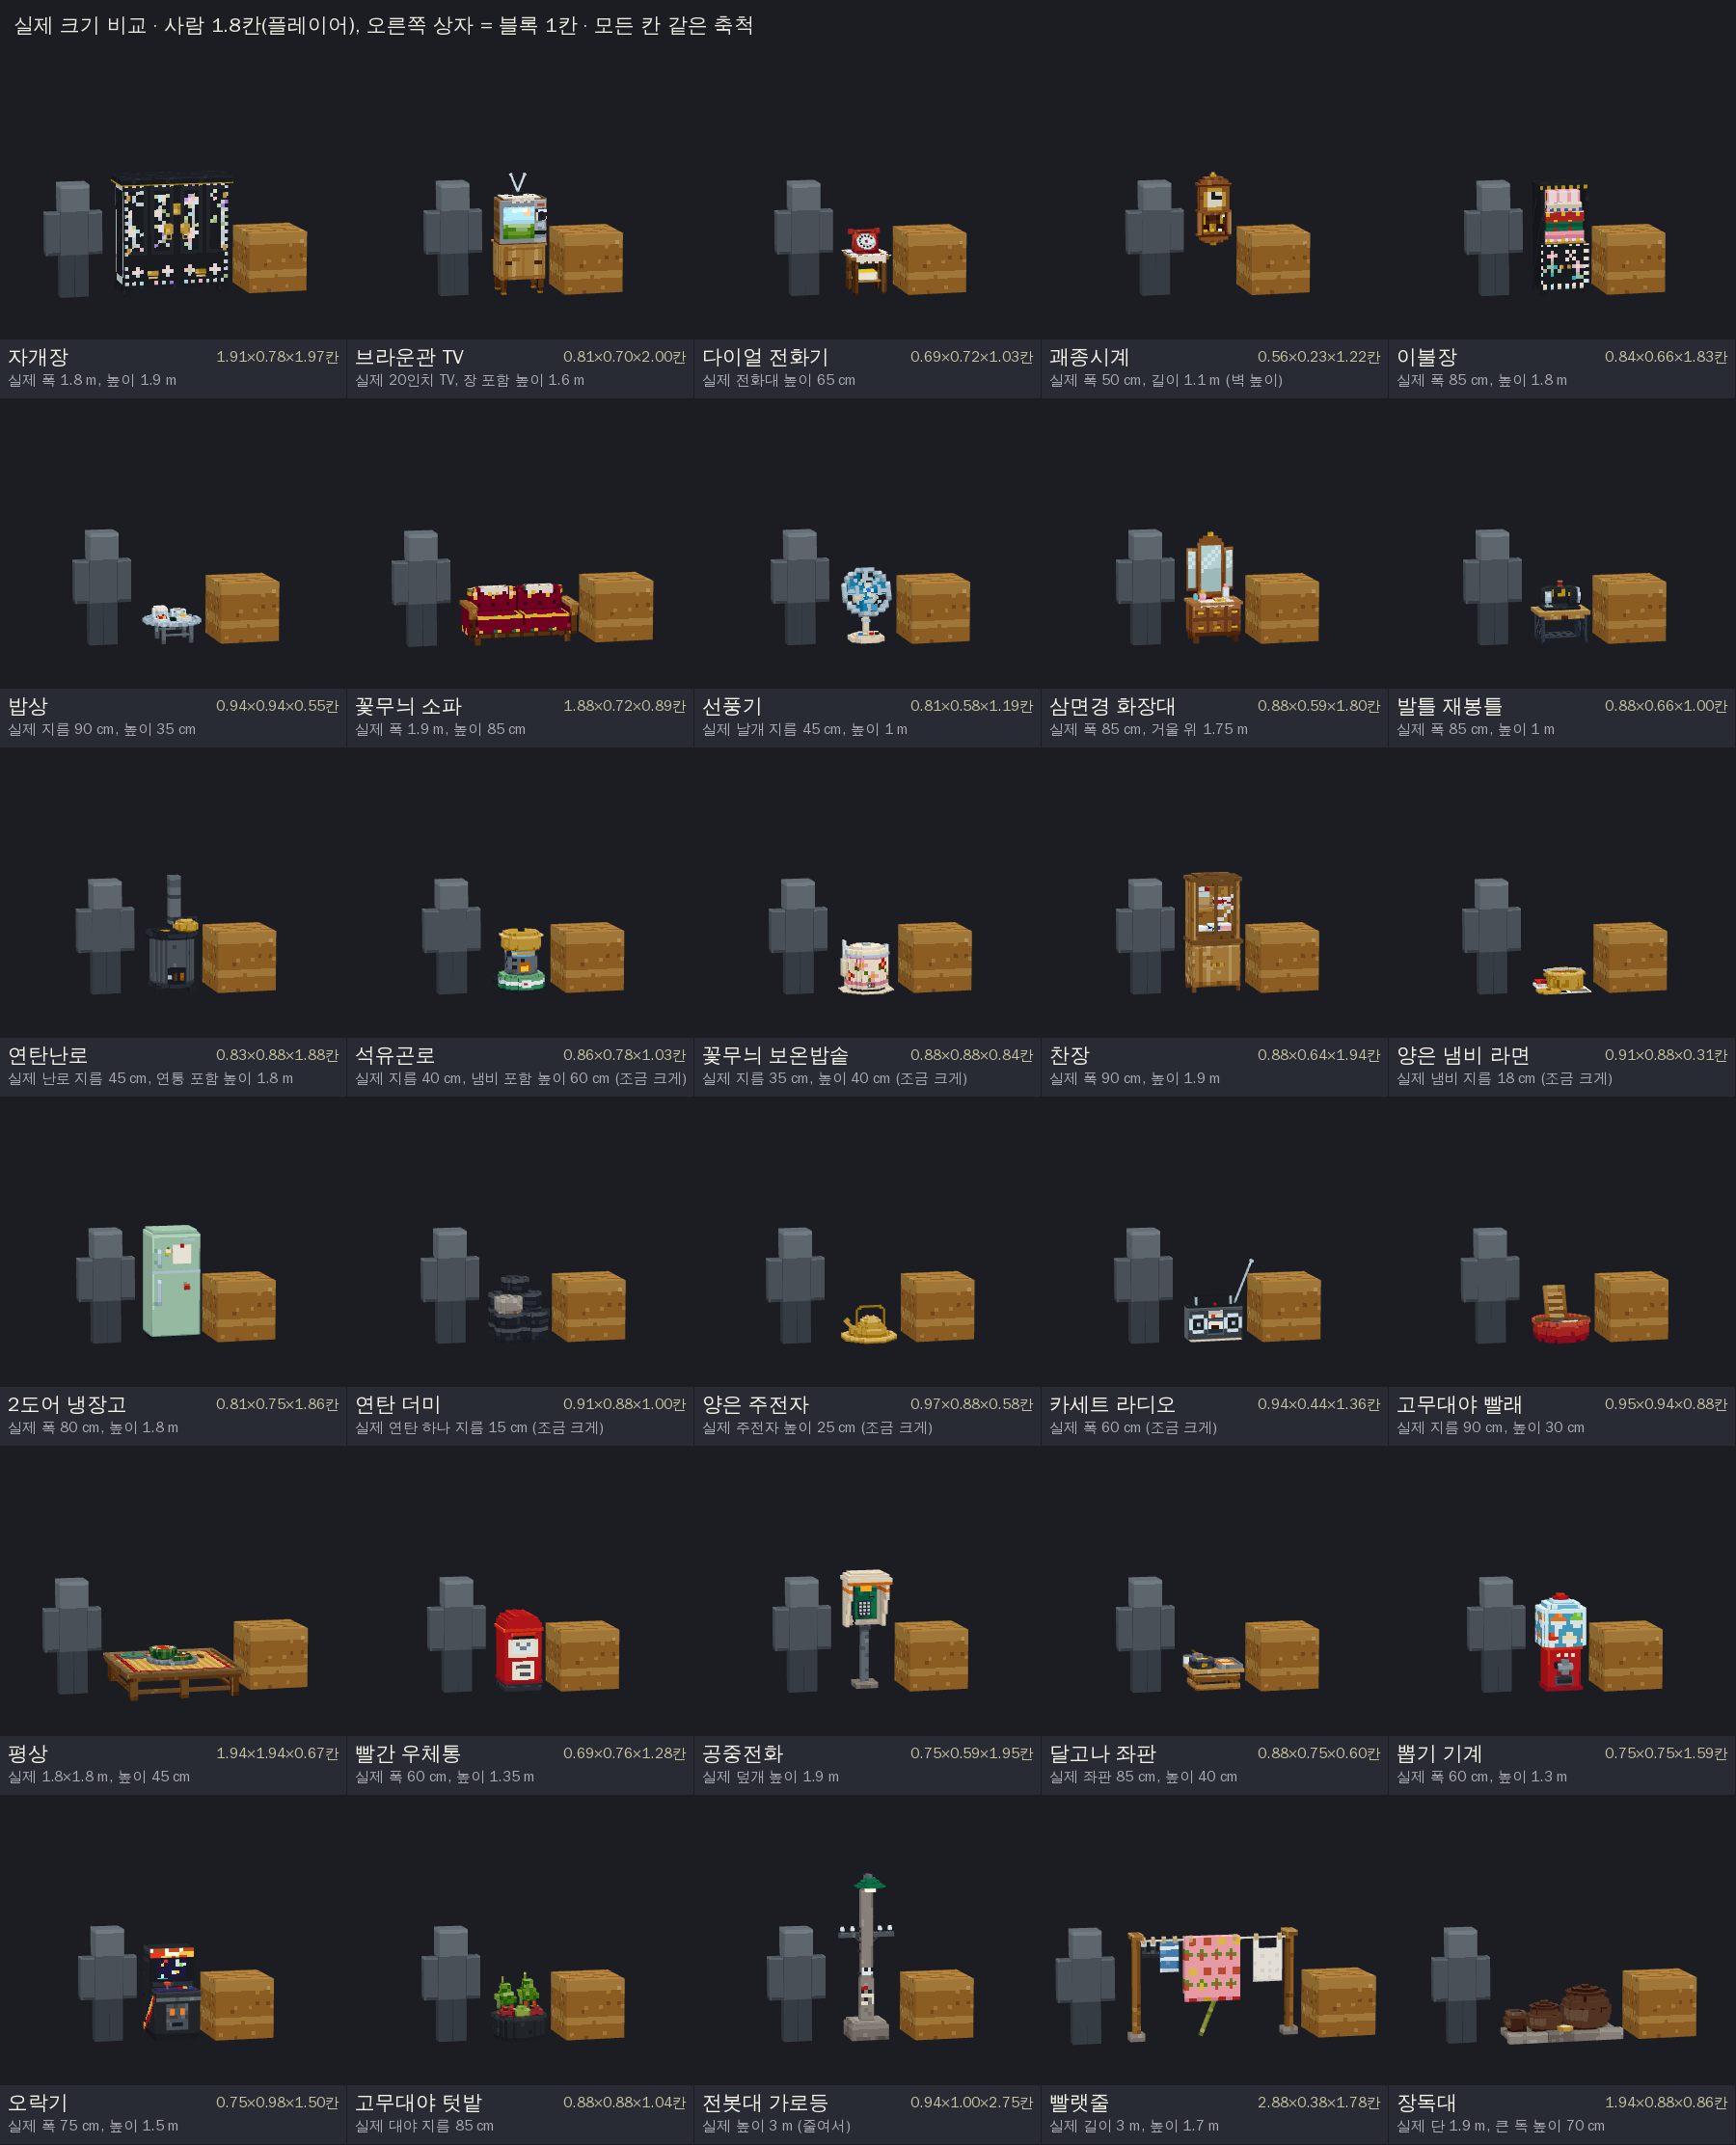 실제 크기 비교 · 사람 1.8칸(플레이어), 오른쪽 상자 = 블록 1칸 · 모든 칸 같은 축척
자개장 1.91×0.78×1.97칸
실제 폭 1.8 m, 높이 1.9 m
브라운관 TV 0.81×0.70×2.00칸
실제 20인치 TV, 장 포함 높이 1.6 m
다이얼 전화기 0.69×0.72×1.03칸
실제 전화대 높이 65 cm
괘종시계 0.56×0.23×1.22칸
실제 폭 50 cm, 길이 1.1 m (벽 높이)
이불장 0.84×0.66×1.83칸
실제 폭 85 cm, 높이 1.8 m
밥상 0.94×0.94×0.55칸
실제 지름 90 cm, 높이 35 cm
꽃무늬 소파 1.88×0.72×0.89칸
실제 폭 1.9 m, 높이 85 cm
선풍기 0.81×0.58×1.19칸
실제 날개 지름 45 cm, 높이 1 m
삼면경 화장대 0.88×0.59×1.80칸
실제 폭 85 cm, 거울 위 1.75 m
발틀 재봉틀 0.88×0.66×1.00칸
실제 폭 85 cm, 높이 1 m
연탄난로 0.83×0.88×1.88칸
실제 난로 지름 45 cm, 연통 포함 높이 1.8 m
석유곤로 0.86×0.78×1.03칸
실제 지름 40 cm, 냄비 포함 높이 60 cm (조금 크게)
꽃무늬 보온밥솥 0.88×0.88×0.84칸
실제 지름 35 cm, 높이 40 cm (조금 크게)
찬장 0.88×0.64×1.94칸
실제 폭 90 cm, 높이 1.9 m
양은 냄비 라면 0.91×0.88×0.31칸
실제 냄비 지름 18 cm (조금 크게)
2도어 냉장고 0.81×0.75×1.86칸
실제 폭 80 cm, 높이 1.8 m
연탄 더미 0.91×0.88×1.00칸
실제 연탄 하나 지름 15 cm (조금 크게)
양은 주전자 0.97×0.88×0.58칸
실제 주전자 높이 25 cm (조금 크게)
카세트 라디오 0.94×0.44×1.36칸
실제 폭 60 cm (조금 크게)
고무대야 빨래 0.95×0.94×0.88칸
실제 지름 90 cm, 높이 30 cm
평상 1.94×1.94×0.67칸
실제 1.8×1.8 m, 높이 45 cm
빨간 우체통 0.69×0.76×1.28칸
실제 폭 60 cm, 높이 1.35 m
공중전화 0.75×0.59×1.95칸
실제 덮개 높이 1.9 m
달고나 좌판 0.88×0.75×0.60칸
실제 좌판 85 cm, 높이 40 cm
뽑기 기계 0.75×0.75×1.59칸
실제 폭 60 cm, 높이 1.3 m
오락기 0.75×0.98×1.50칸
실제 폭 75 cm, 높이 1.5 m
고무대야 텃밭 0.88×0.88×1.04칸
실제 대야 지름 85 cm
전봇대 가로등 0.94×1.00×2.75칸
실제 높이 3 m (줄여서)
빨랫줄 2.88×0.38×1.78칸
실제 길이 3 m, 높이 1.7 m
장독대 1.94×0.88×0.86칸
실제 단 1.9 m, 큰 독 높이 70 cm